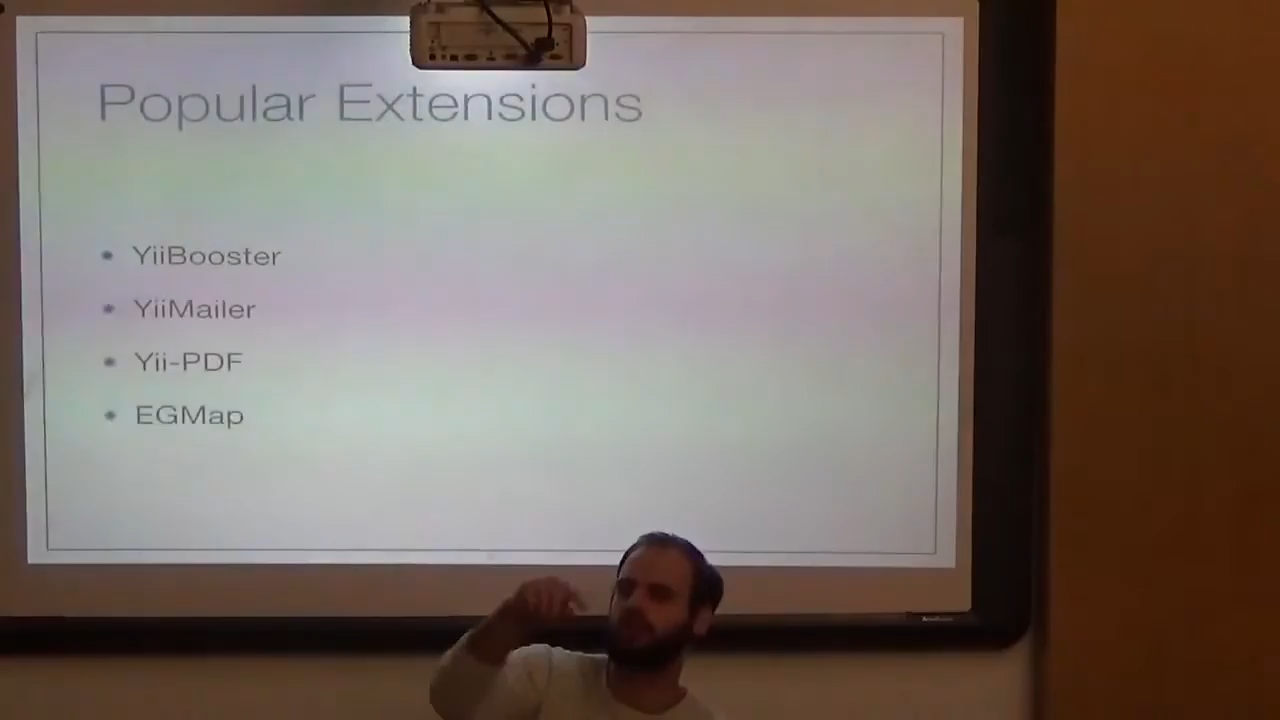 Popular Extensions
• YiiBooster
• YiiMailer
• Yii-PDF
• EGMap